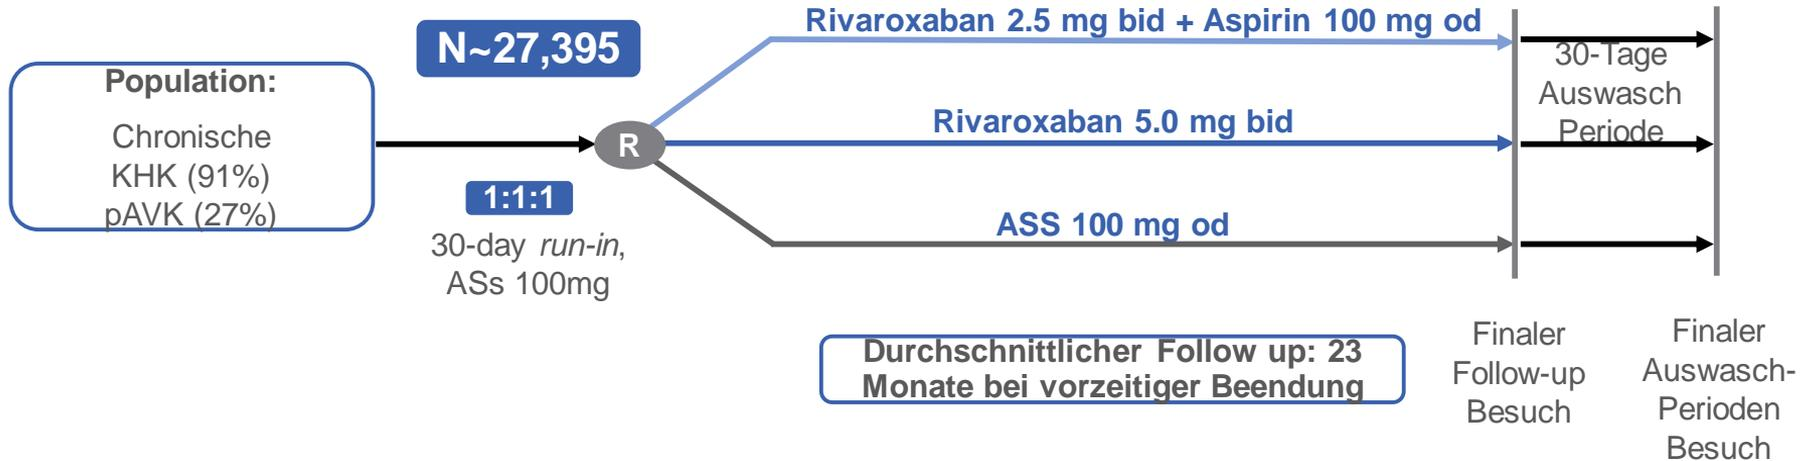 Population:
Chronische
KHK (91%)
pAVK (27%)
N~27,395
R
1:1:1
30-day run-in,
ASs 100mg
Rivaroxaban 2.5 mg bid + Aspirin 100 mg od
Rivaroxaban 5.0 mg bid
ASS 100 mg od
30-Tage
Auswasch
Periode
Durchschnittlicher Follow up: 23
Monate bei vorzeitiger Beendung
Finaler
Follow-up
Besuch
Finaler
Auswasch-
Perioden
Besuch